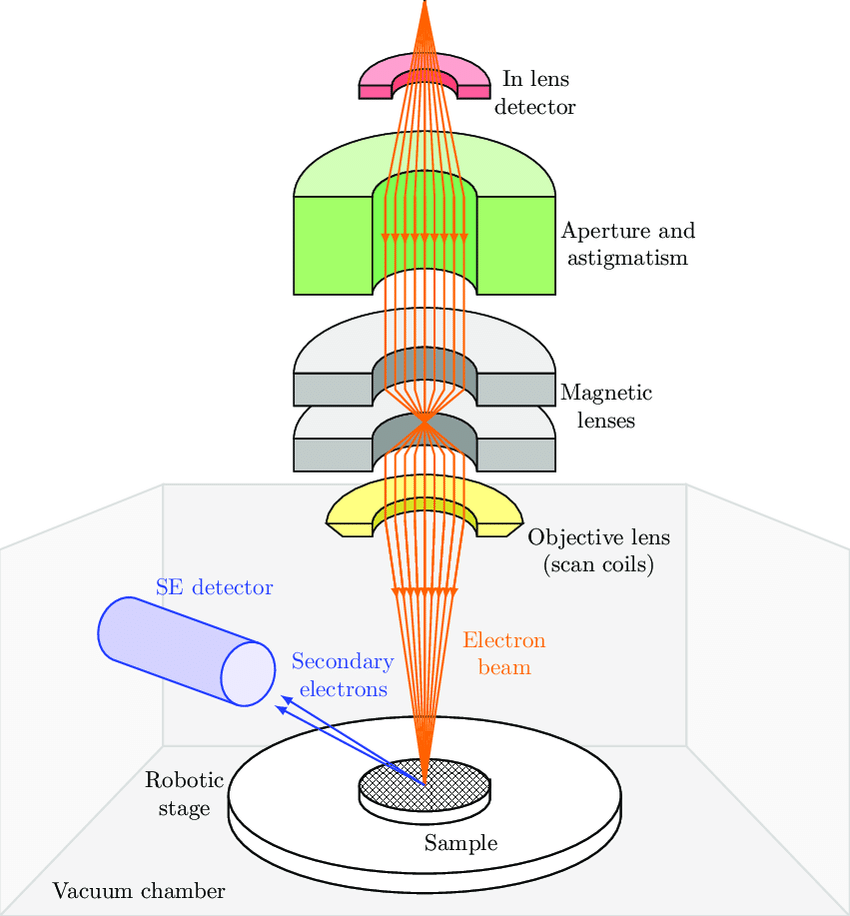 In lens
detector
Aperture and
astigmatism
Magnetic
lenses
Objective lens
(scan coils)
SE detector
Electron
beam
Secondary
electrons
Robotic
stage
Sample
Vacuum chamber